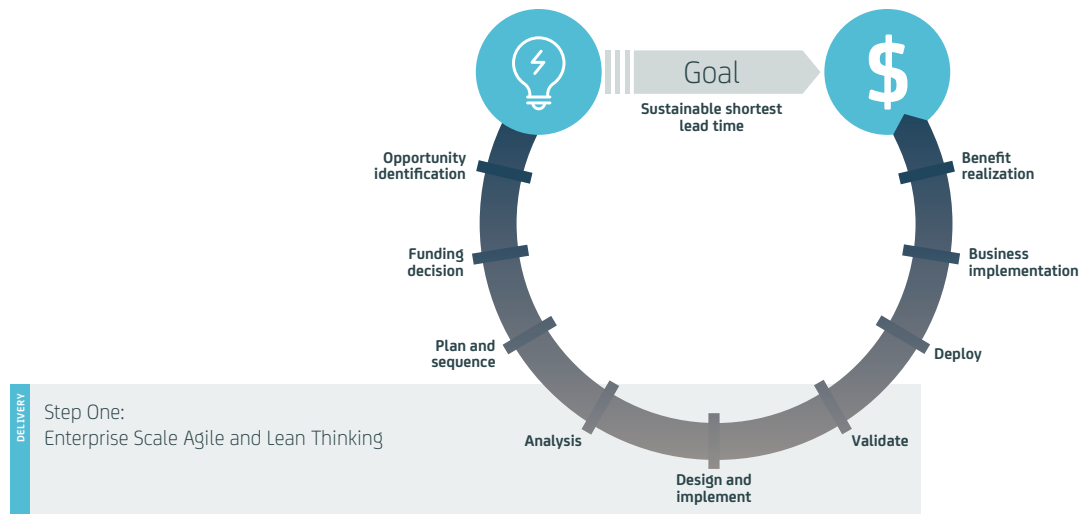 $
Goal
Sustainable shortest
lead time
Opportunity
identification
Funding
decision
Plan and
sequence
Analysis
Design and
implement
Validate
Deploy
Business
implementation
Benefit
realization
DELIVERY
Step One:
Enterprise Scale Agile and Lean Thinking